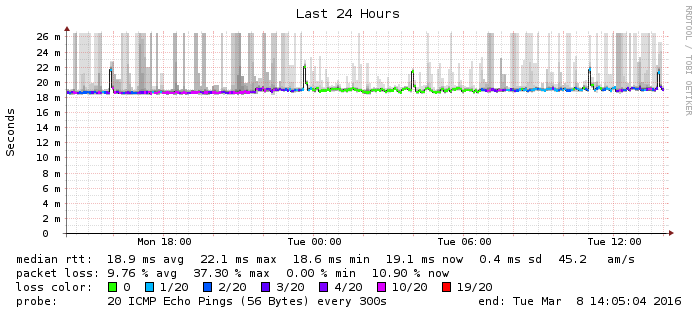 Last 24 Hours
RRDTOOL / TOBI OETIKER
Seconds
26 m
24 m
22 m
20 m
18 m
16 m
14 m
12 m
10 m
8 m
6 m
4 m
2 m
0
Mon 18:00 Tue 00:00 Tue 06:00 Tue 12:00
median rtt: 18.9 ms avg 22.1 ms max 18.6 ms min 19.1 ms now 0.4 ms sd 45.2 am/s
packet loss: 9.76 % avg 37.30 % max 0.00 % min 10.90 % now
loss color: 0 1/20 2/20 3/20 4/20 10/20 19/20
probe: 20 ICMP Echo Pings (56 Bytes) every 300s end: Tue Mar 8 14:05:04 2016